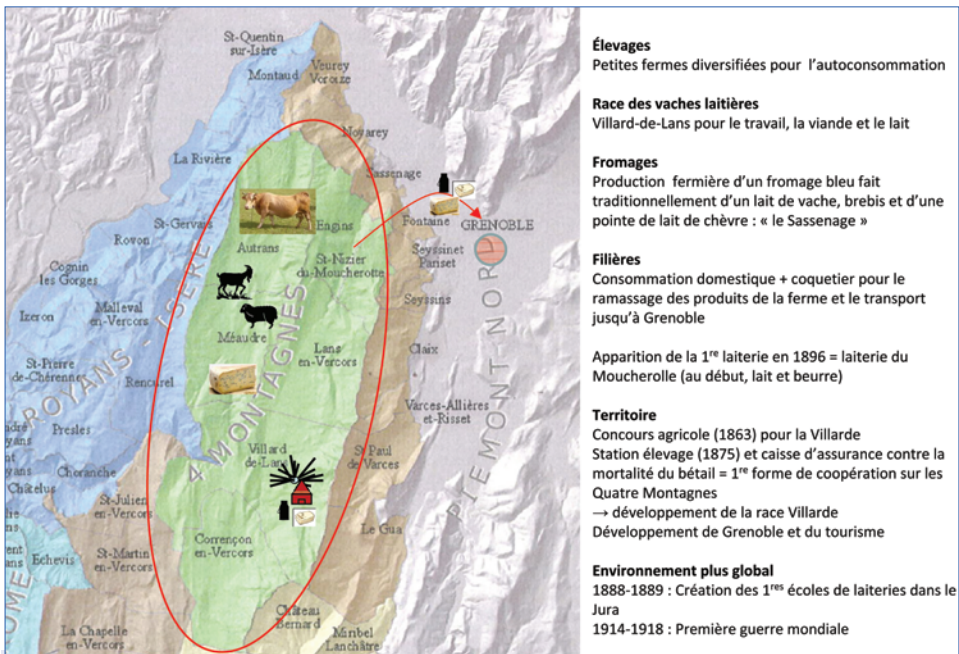 St-Quentin
sur-Isère
Montaud
Veurey
Voroize
Noyarey
La Rivière
Sassenage
St-Gervais
Engins
Fontaine
GRENOBLE
Rovon
Autrans
St-Nizier
du-Moucherotte
Seyssinet
Pariset
Cognin
les Gorges
Malleval
en-Vercors
Seyssins
Izeron
Méaudre
Lans
en-Vercors
Claix
St-Pierre
de-Chérennes
Rencurel
Varces-Allières
et-Risset
Presles
Villard
de-Lans
St Paul
de Varces
Choranche
Châtelus
St-Julien
en-Vercors
Le Gua
Echevis
St-Martin
en-Vercors
Corrençon
en-Vercors
Château
Bernard
La Chapelle
en-Vercors
Miribel
Lanchâtre
ROYANS - ISÈRE
4 MONTAGNES
PIEMONT NORD
Élevages
Petites fermes diversifiées pour l'autoconsommation
Race des vaches laitières
Villard-de-Lans pour le travail, la viande et le lait
Fromages
Production fermière d'un fromage bleu fait
traditionnellement d'un lait de vache, brebis et d'une
pointe de lait de chèvre : « le Sassenage »
Filières
Consommation domestique + coquetier pour le
ramassage des produits de la ferme et le transport
jusqu'à Grenoble
Apparition de la 1re laiterie en 1896 = laiterie du
Moucherolle (au début, lait et beurre)
Territoire
Concours agricole (1863) pour la Villarde
Station élevage (1875) et caisse d'assurance contre la
mortalité du bétail = 1re forme de coopération sur les
Quatre Montagnes
→ développement de la race Villarde
Développement de Grenoble et du tourisme
Environnement plus global
1888-1889 : Création des 1res écoles de laiteries dans le
Jura
1914-1918 : Première guerre mondiale